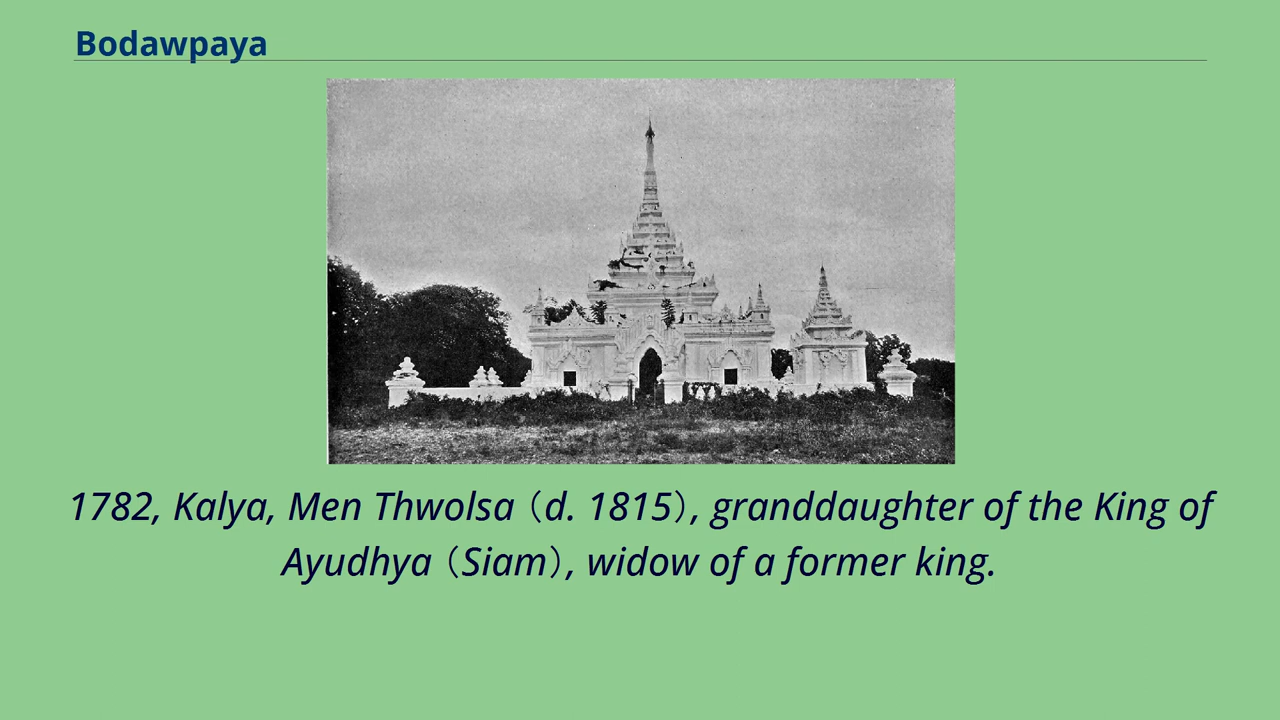 Bodawpaya
1782, Kalya, Men Thwolsa（d. 1815）, granddaughter of the King of
Ayudhya（Siam）, widow of a former king.